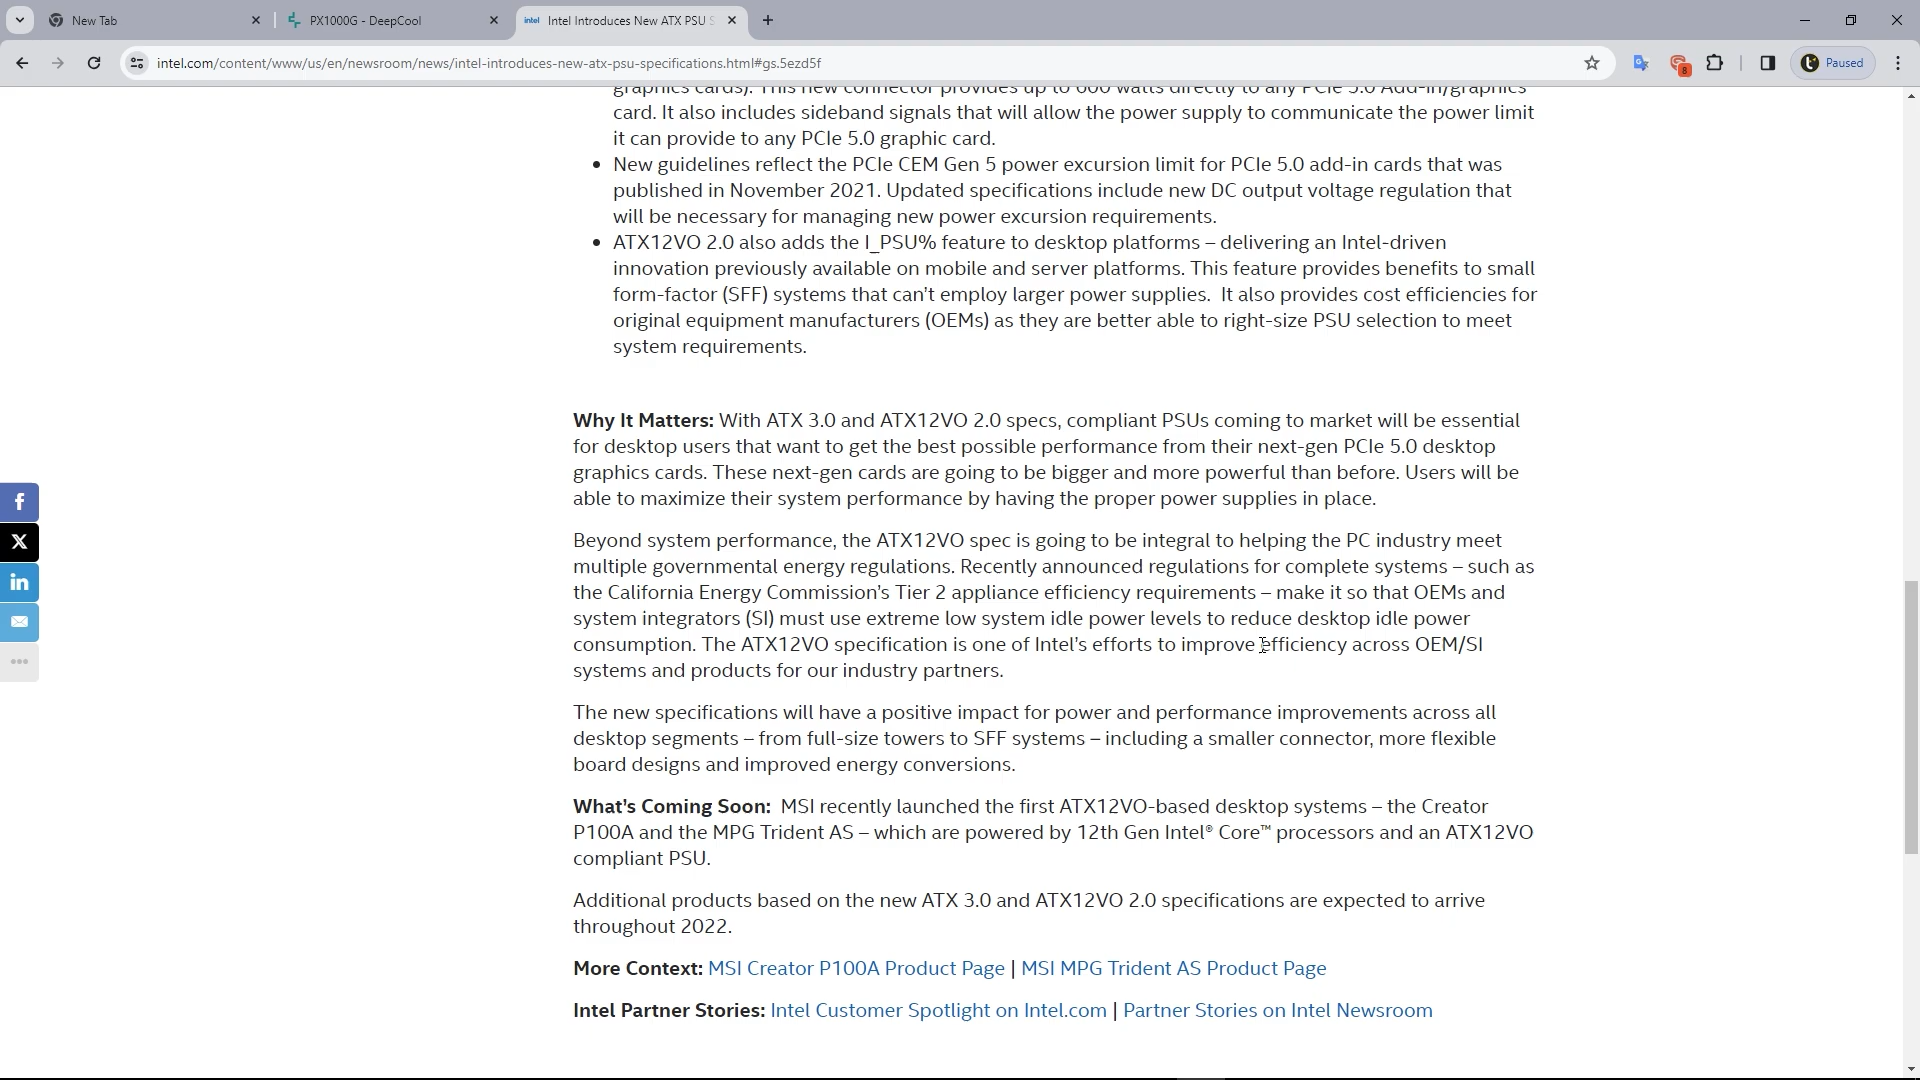 New Tab
PX1000G - DeepCool
intel Intel Introduces New ATX PSU S
intel.com/content/www/us/en/newsroom/news/intel-introduces-new-atx-psu-specifications.html#gs.5ezd5f
8
Paused
graphics cards). This new connector provides up to 600 watts directly to any PCIe 5.0 Add-in/graphics
card. It also includes sideband signals that will allow the power supply to communicate the power limit
it can provide to any PCIe 5.0 graphic card.
• New guidelines reflect the PCIe CEM Gen 5 power excursion limit for PCIe 5.0 add-in cards that was
published in November 2021. Updated specifications include new DC output voltage regulation that
will be necessary for managing new power excursion requirements.
• ATX12VO 2.0 also adds the I_PSU% feature to desktop platforms – delivering an Intel-driven
innovation previously available on mobile and server platforms. This feature provides benefits to small
form-factor (SFF) systems that can’t employ larger power supplies.  It also provides cost efficiencies for
original equipment manufacturers (OEMs) as they are better able to right-size PSU selection to meet
system requirements.
Why It Matters: With ATX 3.0 and ATX12VO 2.0 specs, compliant PSUs coming to market will be essential
for desktop users that want to get the best possible performance from their next-gen PCIe 5.0 desktop
graphics cards. These next-gen cards are going to be bigger and more powerful than before. Users will be
able to maximize their system performance by having the proper power supplies in place.
Beyond system performance, the ATX12VO spec is going to be integral to helping the PC industry meet
multiple governmental energy regulations. Recently announced regulations for complete systems – such as
the California Energy Commission’s Tier 2 appliance efficiency requirements – make it so that OEMs and
system integrators (SI) must use extreme low system idle power levels to reduce desktop idle power
consumption. The ATX12VO specification is one of Intel’s efforts to improve efficiency across OEM/SI
systems and products for our industry partners.
The new specifications will have a positive impact for power and performance improvements across all
desktop segments – from full-size towers to SFF systems – including a smaller connector, more flexible
board designs and improved energy conversions.
What’s Coming Soon:  MSI recently launched the first ATX12VO-based desktop systems – the Creator
P100A and the MPG Trident AS – which are powered by 12th Gen Intel® Core™ processors and an ATX12VO
compliant PSU.
Additional products based on the new ATX 3.0 and ATX12VO 2.0 specifications are expected to arrive
throughout 2022.
More Context: MSI Creator P100A Product Page | MSI MPG Trident AS Product Page
Intel Partner Stories: Intel Customer Spotlight on Intel.com | Partner Stories on Intel Newsroom